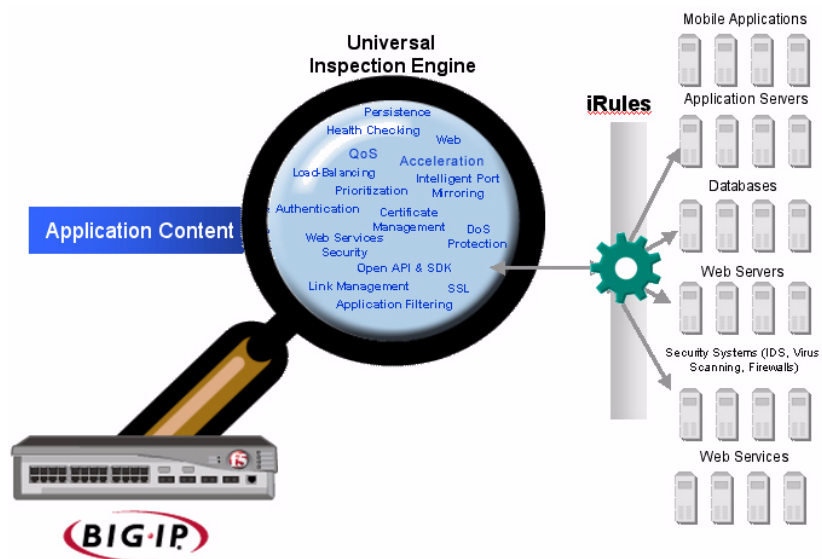 Universal
Inspection Engine
Persistence
Health Checking
Web
QoS
Acceleration
Load-Balancing
Intelligent Port
Mirroring
Prioritization
Authentication
Certificate
Management
DoS
Protection
Web Services
Security
Open API & SDK
Link Management
SSL
Application Filtering
Application Content
iRules
Mobile Applications
Application Servers
Databases
Web Servers
Security Systems (IDS, Virus
Scanning, Firewalls)
Web Services
f5
BIG·IP